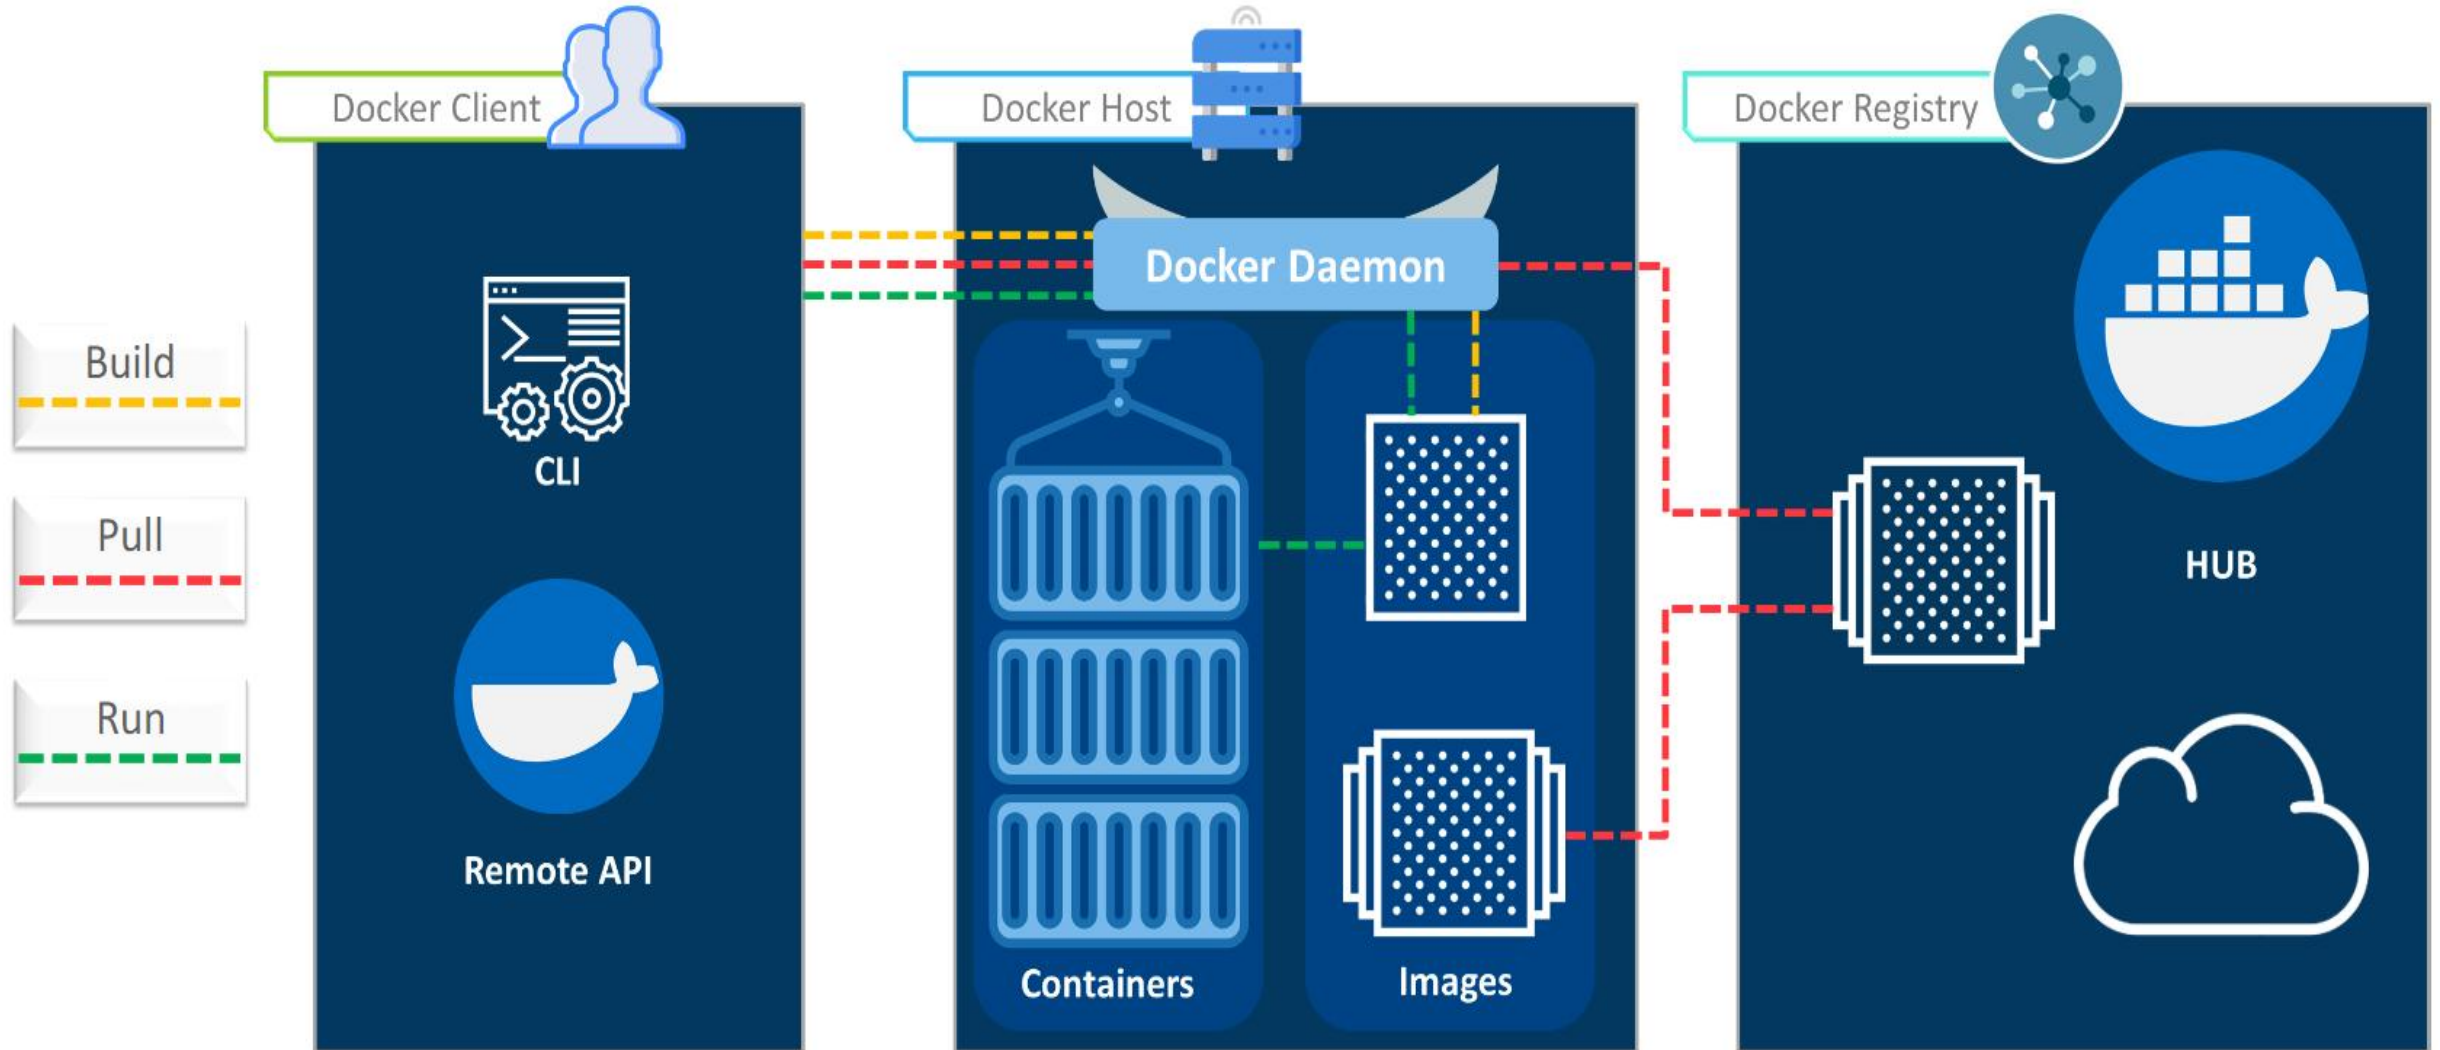 Docker Client
Docker Host
Docker Registry
Docker Daemon
Build
Pull
Run
CLI
Remote API
Containers
Images
HUB